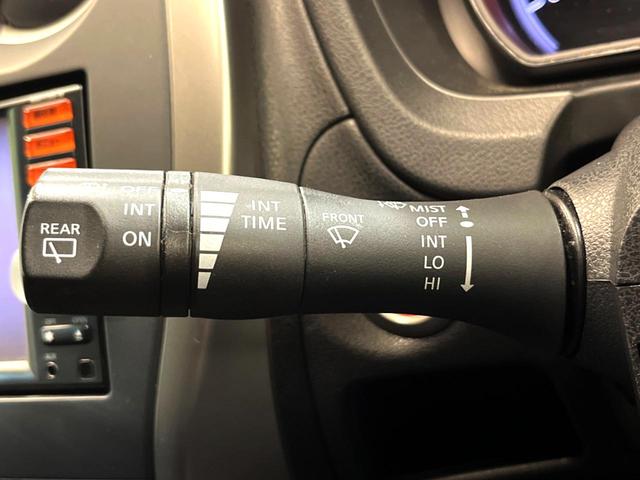 REAR
OFF
INT
ON
INT
TIME
FRONT
MIST
OFF
INT
LO
HI